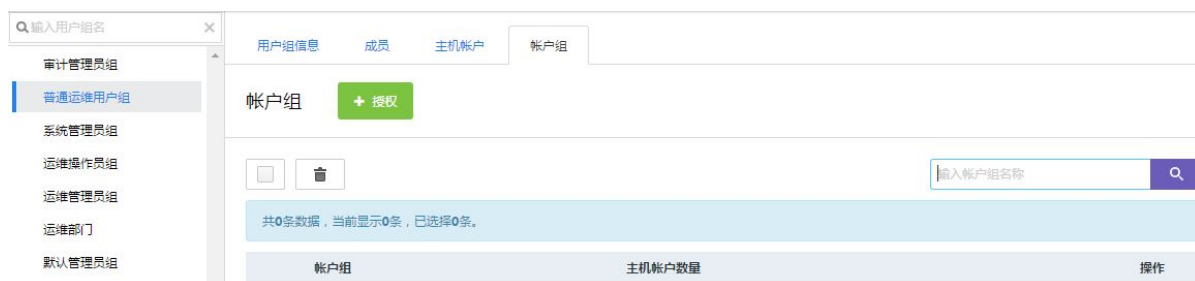 输入用户组名
审计管理员组
普通运维用户组
系统管理员组
运维操作员组
运维管理员组
运维部门
默认管理员组
用户组信息 成员 主机帐户 帐户组
帐户组 + 授权
输入帐户组名称
共0条数据，当前显示0条，已选择0条。
帐户组 主机帐户数量 操作